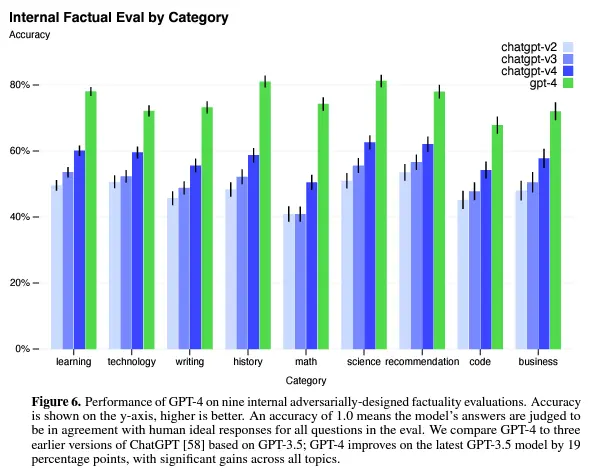 Internal Factual Eval by Category
Accuracy
chatgpt-v2
chatgpt-v3
chatgpt-v4
gpt-4
80%
60%
40%
20%
0%
learning technology writing history math science recommendation code business
Category
Figure 6. Performance of GPT-4 on nine internal adversarially-designed factuality evaluations. Accuracy
is shown on the y-axis, higher is better. An accuracy of 1.0 means the model's answers are judged to
be in agreement with human ideal responses for all questions in the eval. We compare GPT-4 to three
earlier versions of ChatGPT [58] based on GPT-3.5; GPT-4 improves on the latest GPT-3.5 model by 19
percentage points, with significant gains across all topics.